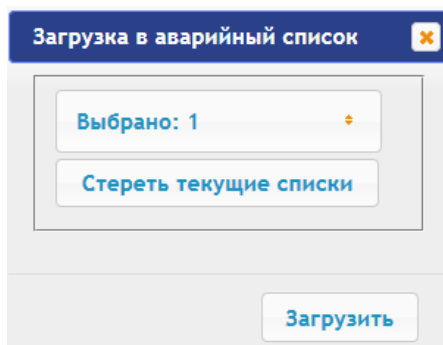 Загрузка в аварийный список
Выбрано: 1
Стереть текущие списки
Загрузить